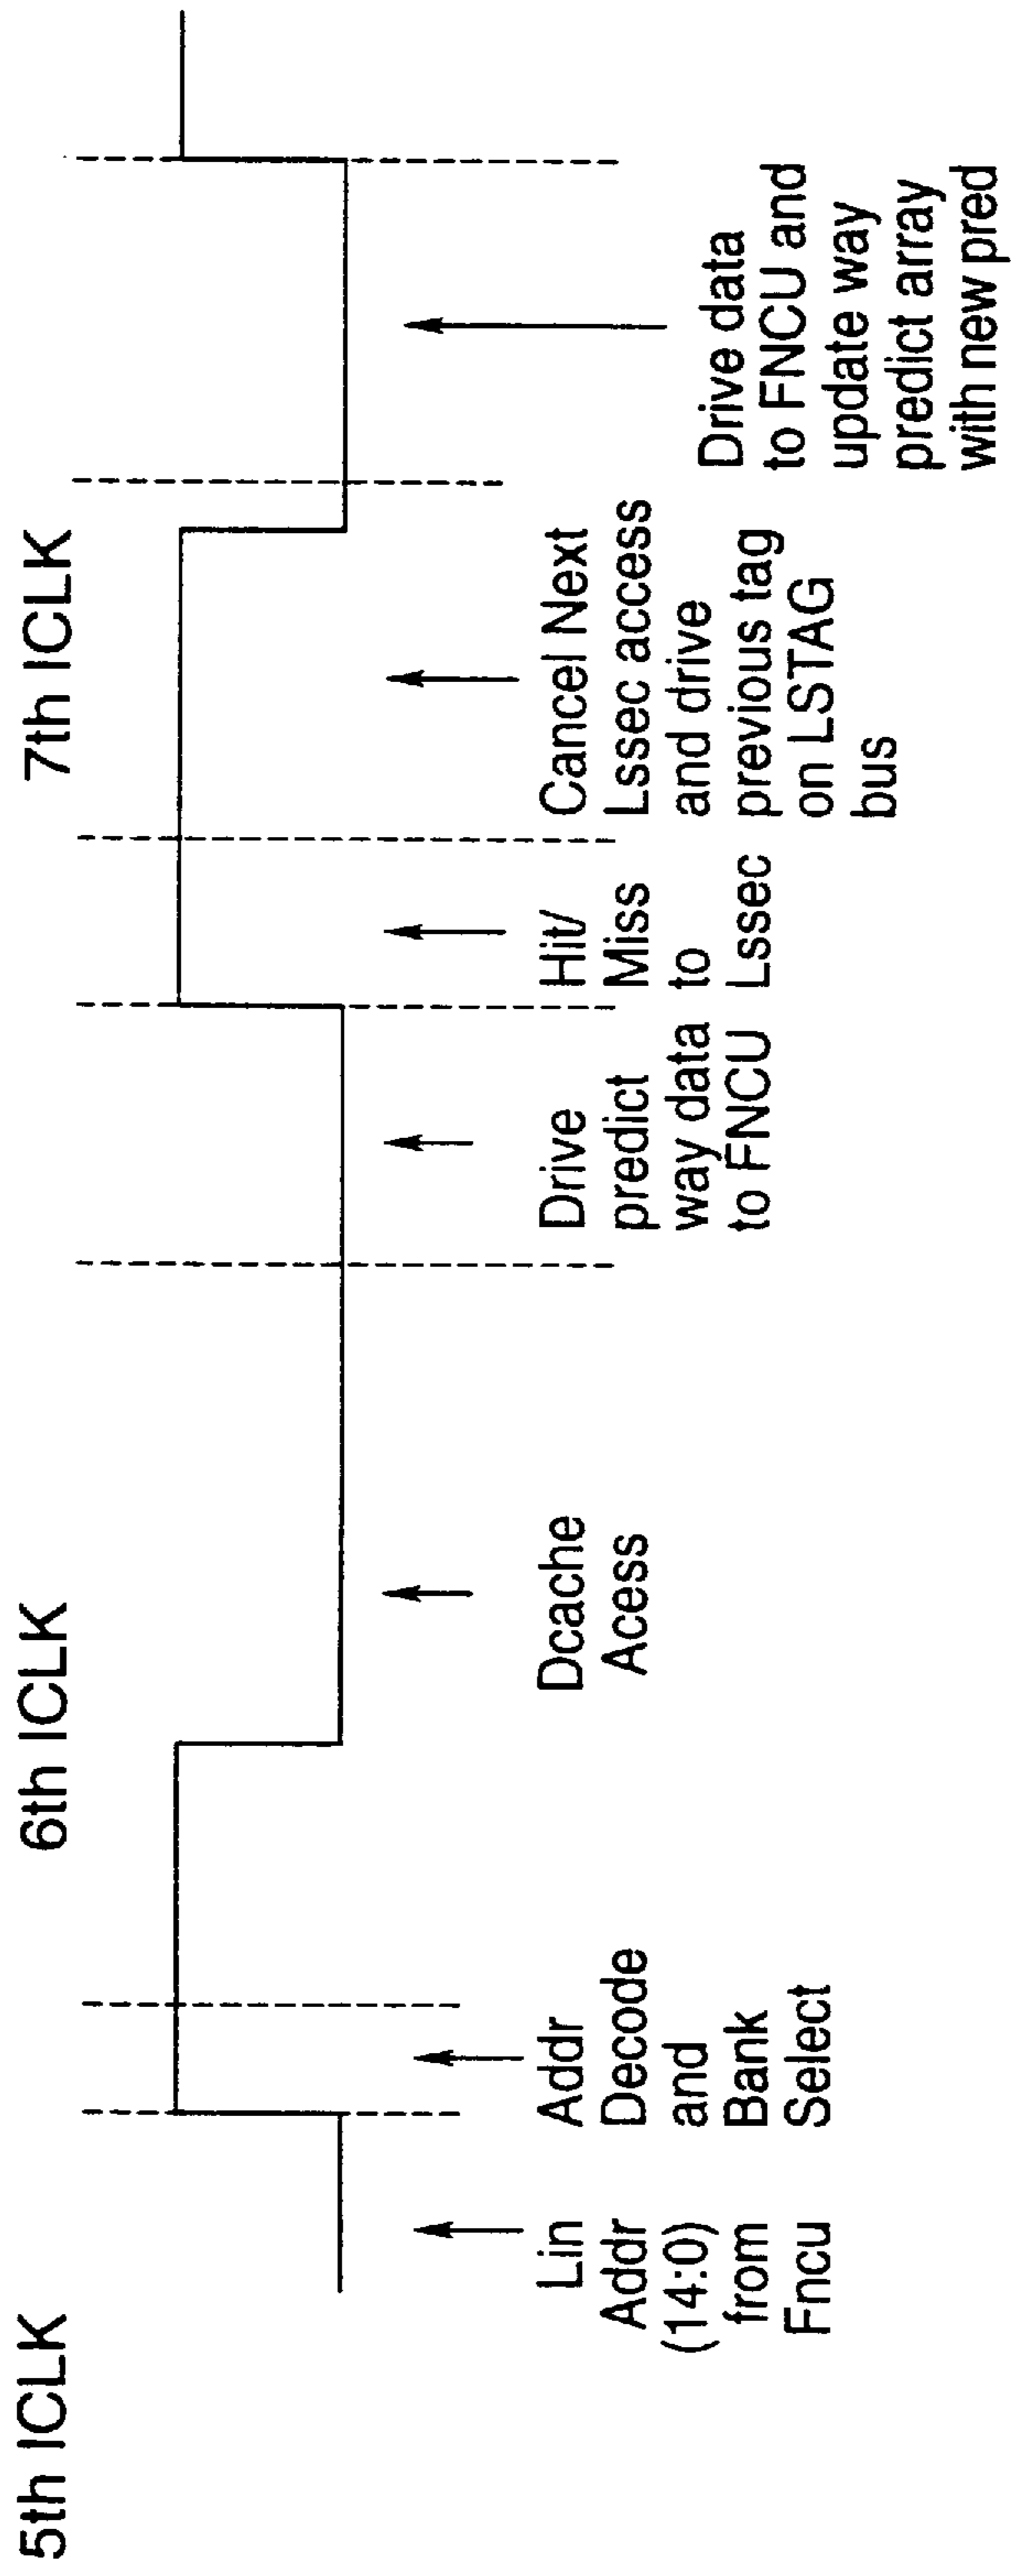 5th ICLK
6th ICLK
7th ICLK
Lin
Addr
(14:0)
from
Fncu
Addr
Decode
and
Bank
Select
Dcache
Acess
Drive
predict
way data
to FNCU
Hit/
Miss
to
Lssec
Cancel Next
Lssec access
and drive
previous tag
on LSTAG
bus
Drive data
to FNCU and
update way
predict array
with new pred